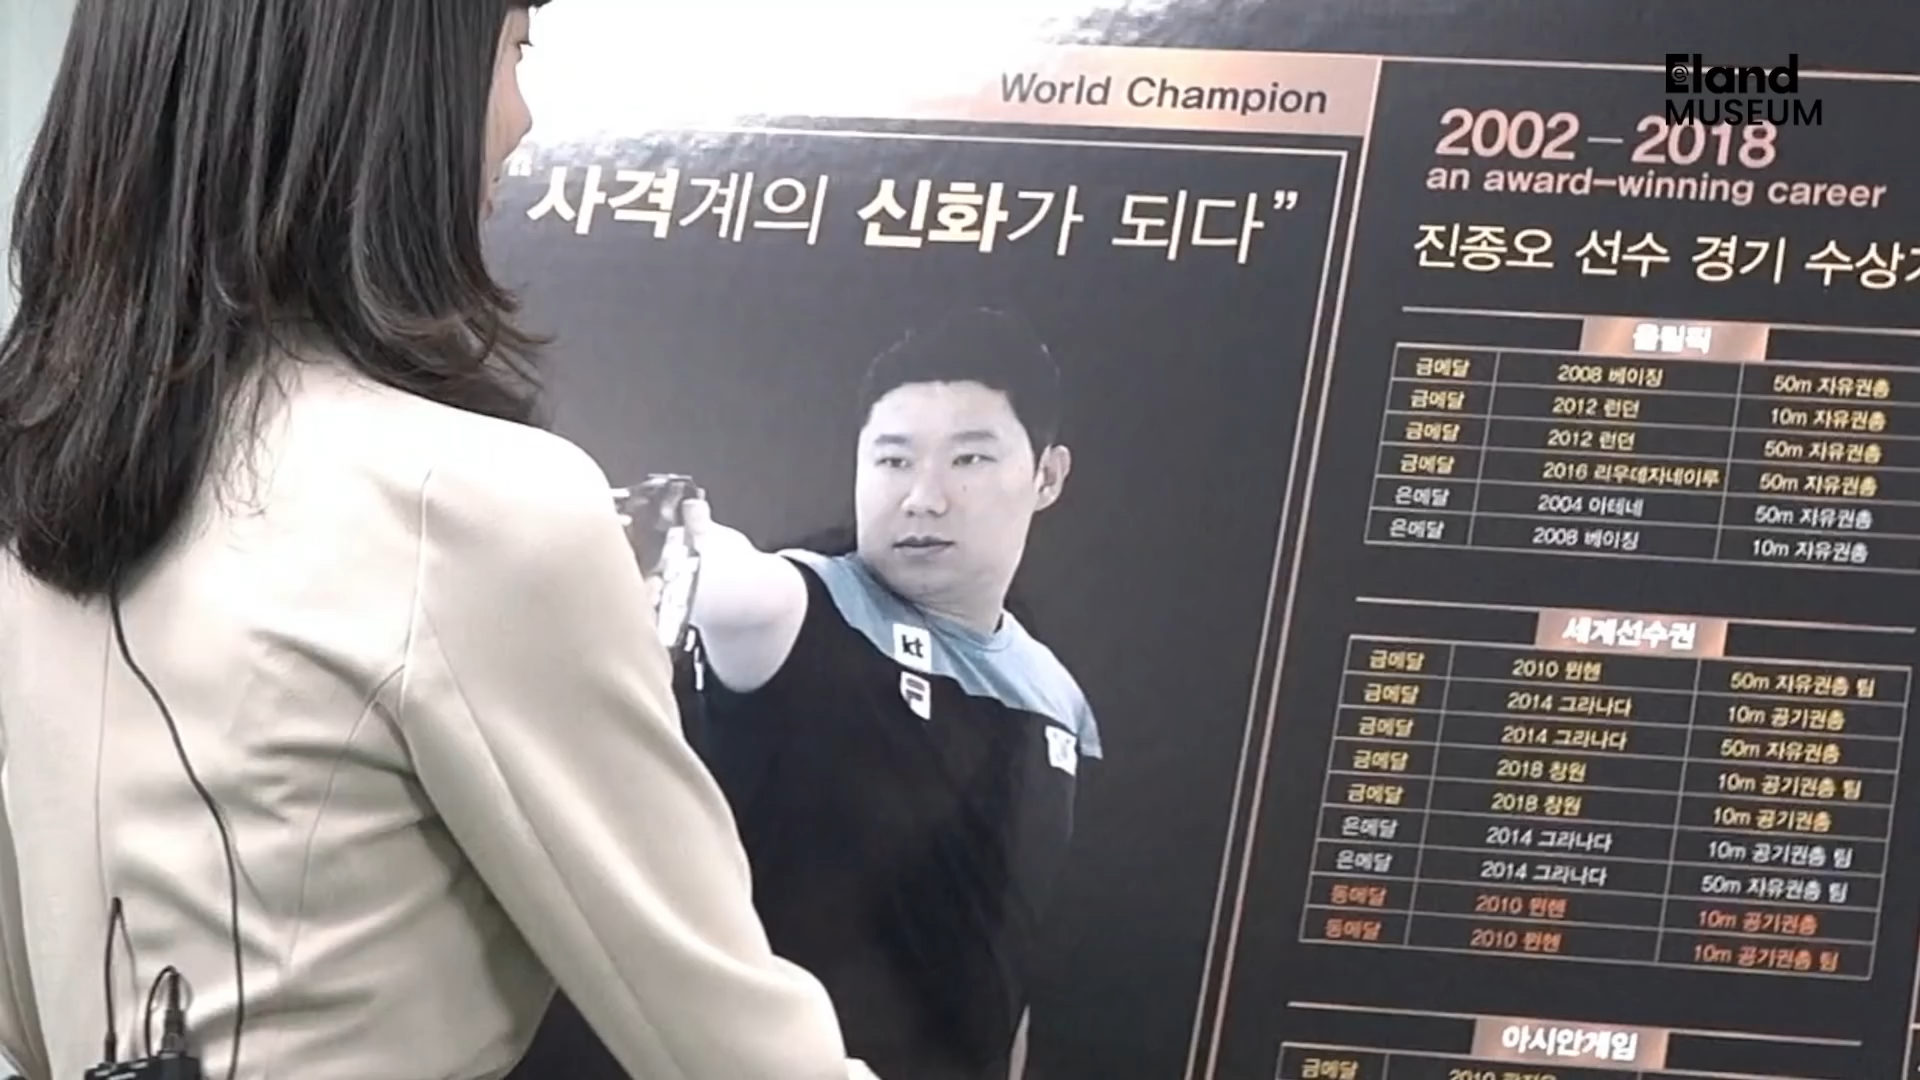 Eland
MUSEUM
World Champion
“사격계의 신화가 되다”
2002-2018
an award-winning career
진종오 선수 경기 수상
올림픽
금메달 2008 베이징 50m 자유권총
금메달 2012 런던 10m 자유권총
금메달 2012 런던 50m 자유권총
금메달 2016 리우데자네이루 50m 자유권총
은메달 2004 아테네 50m 자유권총
은메달 2008 베이징 10m 자유권총
kt
세계선수권
금메달 2010 뮌헨 50m 자유권총 팀
금메달 2014 그라나다 10m 공기권총
금메달 2014 그라나다 50m 자유권총
금메달 2018 창원 10m 공기권총 팀
금메달 2018 창원 10m 공기권총
은메달 2014 그라나다 10m 공기권총 팀
은메달 2014 그라나다 50m 자유권총 팀
동메달 2010 뮌헨 10m 공기권총
동메달 2010 뮌헨 10m 공기권총 팀
아시안게임
금메달 2010